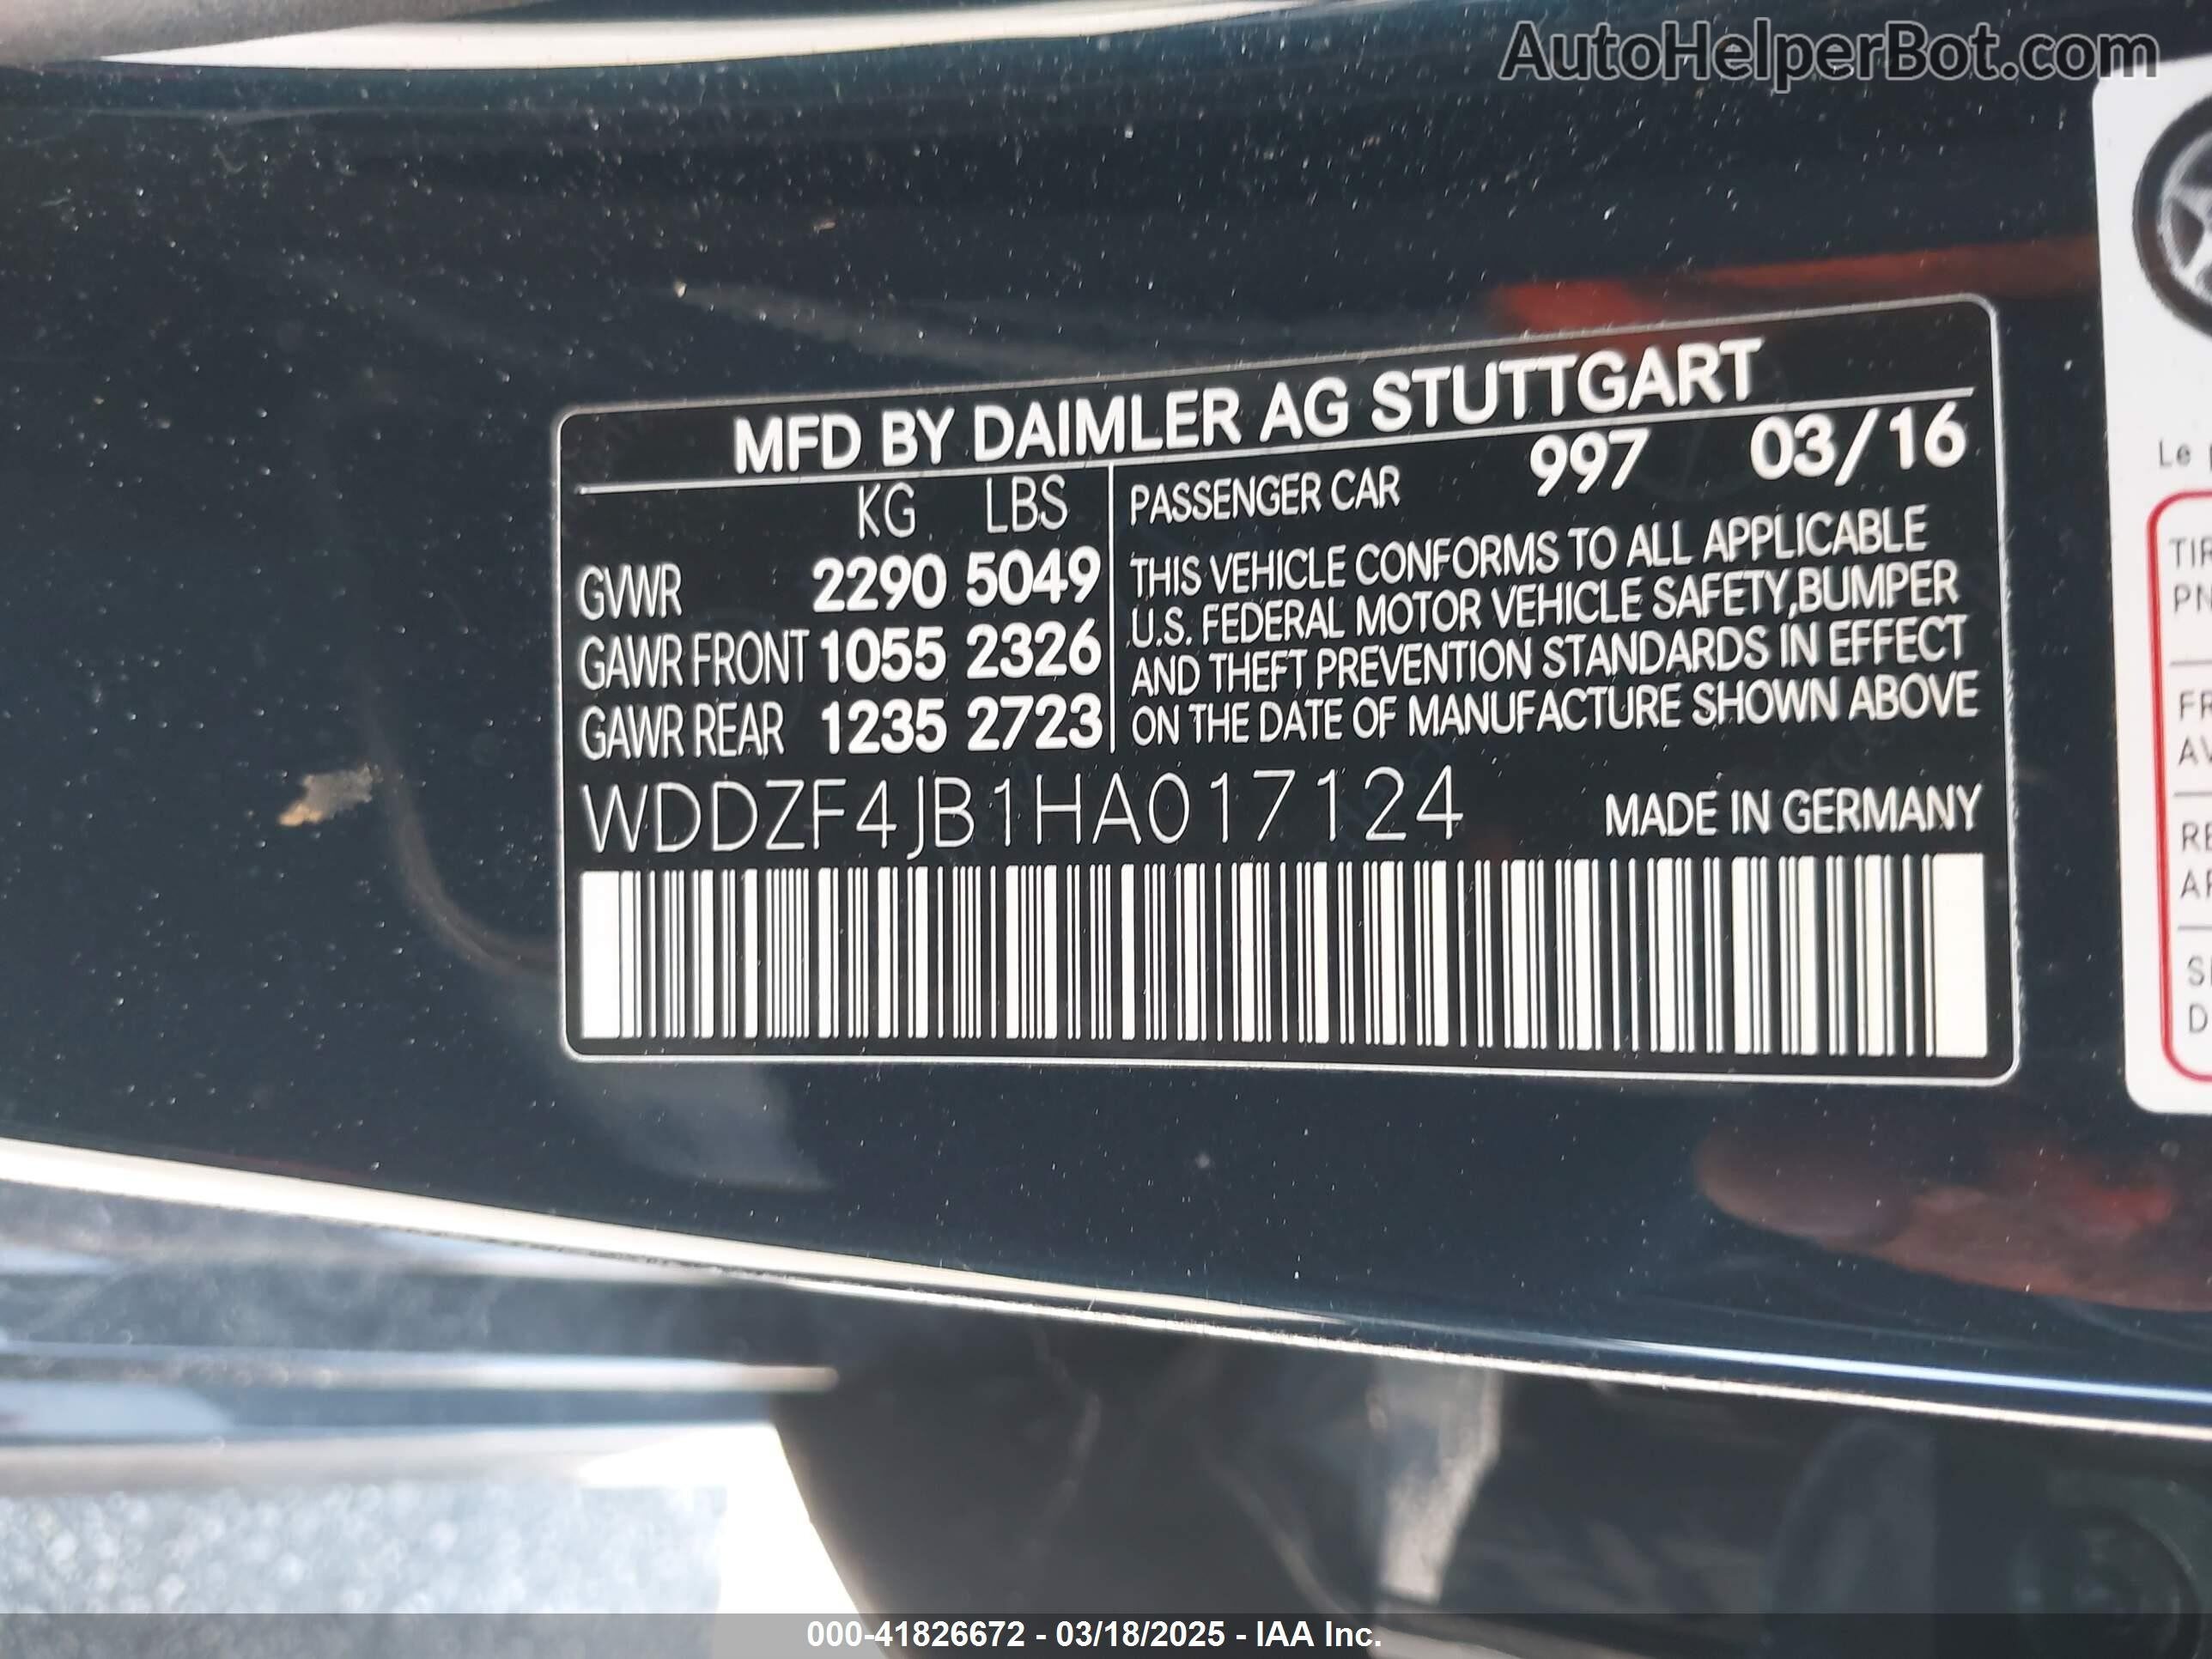 AutoHelperBot.com
MFD BY DAIMLER AG STUTTGART
KG LBS
GVWR 2290 5049
GAWR FRONT 1055 2326
GAWR REAR 1235 2723
PASSENGER CAR 997 03/16
THIS VEHICLE CONFORMS TO ALL APPLICABLE
U.S. FEDERAL MOTOR VEHICLE SAFETY,BUMPER
AND THEFT PREVENTION STANDARDS IN EFFECT
ON THE DATE OF MANUFACTURE SHOWN ABOVE
WDDZF4JB1HA017124 MADE IN GERMANY
Le
000-41826672 - 03/18/2025 - IAA Inc.